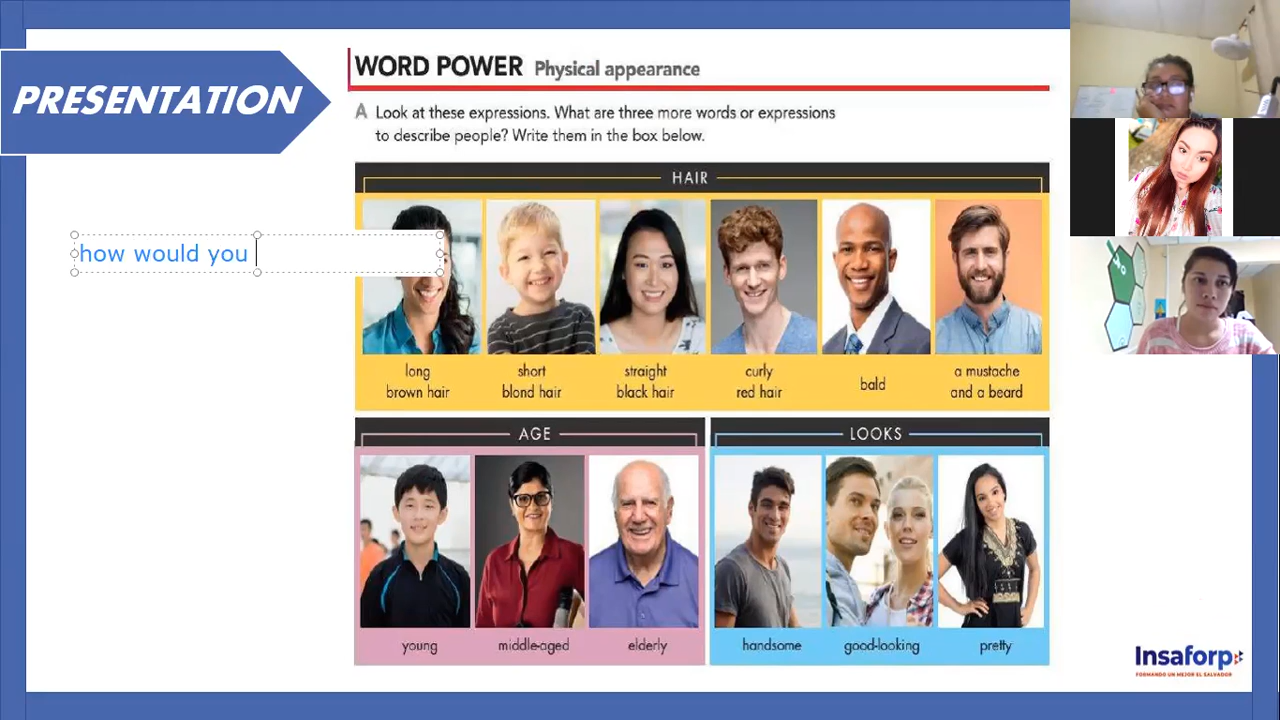 PRESENTATION
WORD POWER Physical appearance
A Look at these expressions. What are three more words or expressions
to describe people? Write them in the box below.
HAIR
how would you
long
brown hair
short
blond hair
straight
black hair
curly
red hair
bald
a mustache
and a beard
AGE
young
middle-aged
elderly
LOOKS
handsome
good-looking
pretty
Insaforp
FORMANDO UN MEJOR EL SALVADOR